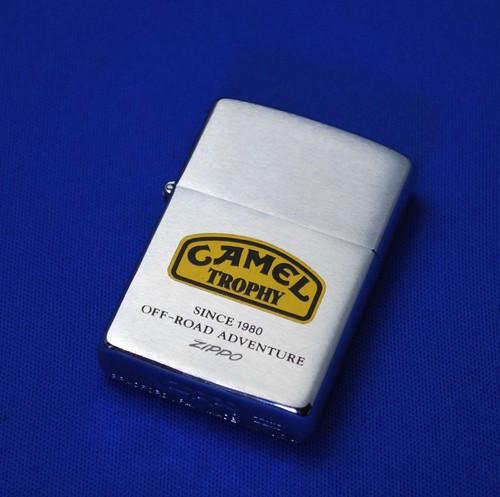 CAMEL
TROPHY
SINCE 1980
OFF-ROAD ADVENTURE
ZIPPO